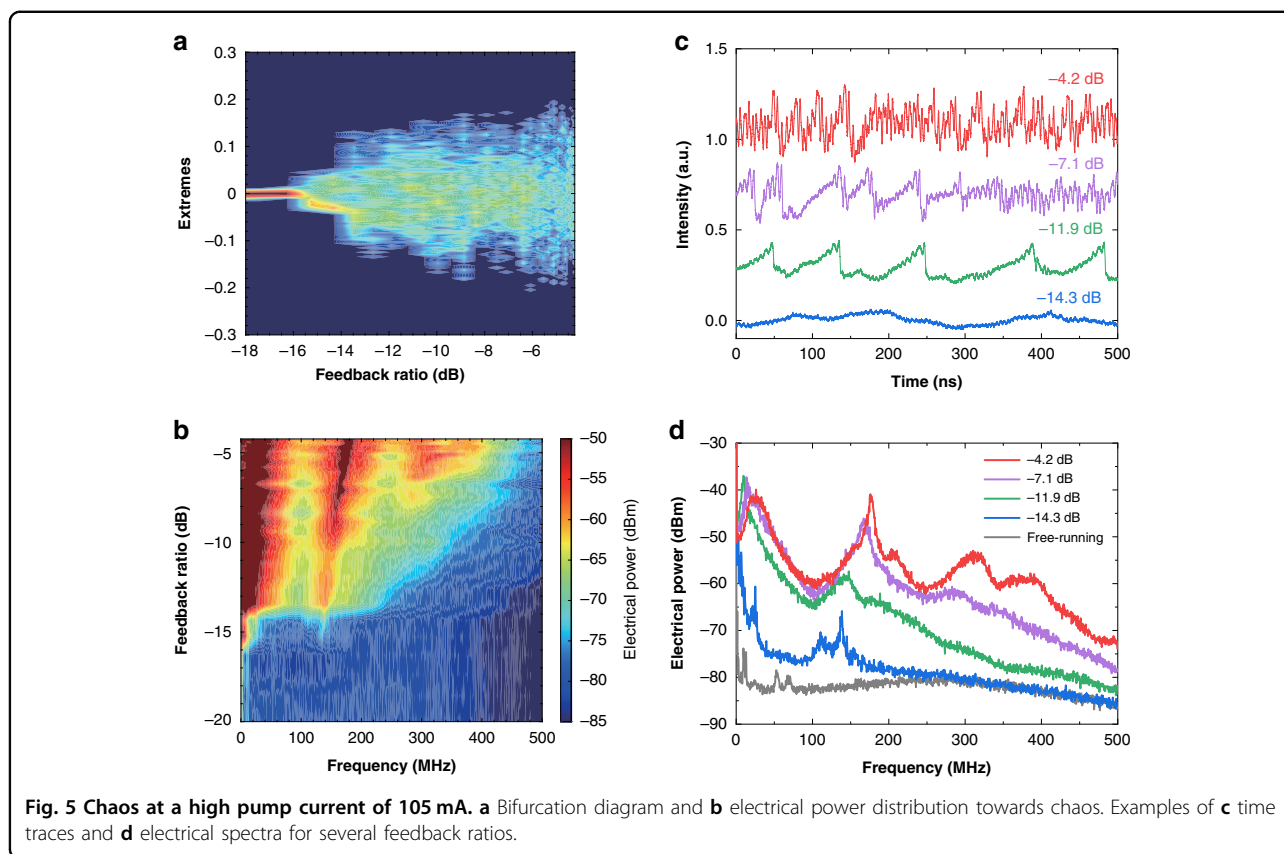 a
0.3
0.2
0.1
0
−0.1
−0.2
−0.3
Extremes
−18 −16 −14 −12 −10 −8 −6
Feedback ratio (dB)
c
1.5
1.0
0.5
0.0
Intensity (a.u.)
−4.2 dB
−7.1 dB
−11.9 dB
−14.3 dB
0 100 200 300 400 500
Time (ns)
b
−5
−10
−15
−20
Feedback ratio (dB)
0 100 200 300 400 500
Frequency (MHz)
−50
−55
−60
−65
−70
−75
−80
−85
Electrical power (dBm)
d
−30
−40
−50
−60
−70
−80
−90
Electrical power (dBm)
−4.2 dB
−7.1 dB
−11.9 dB
−14.3 dB
Free-running
0 100 200 300 400 500
Frequency (MHz)
Fig. 5 Chaos at a high pump current of 105 mA. a Bifurcation diagram and b electrical power distribution towards chaos. Examples of c time
traces and d electrical spectra for several feedback ratios.